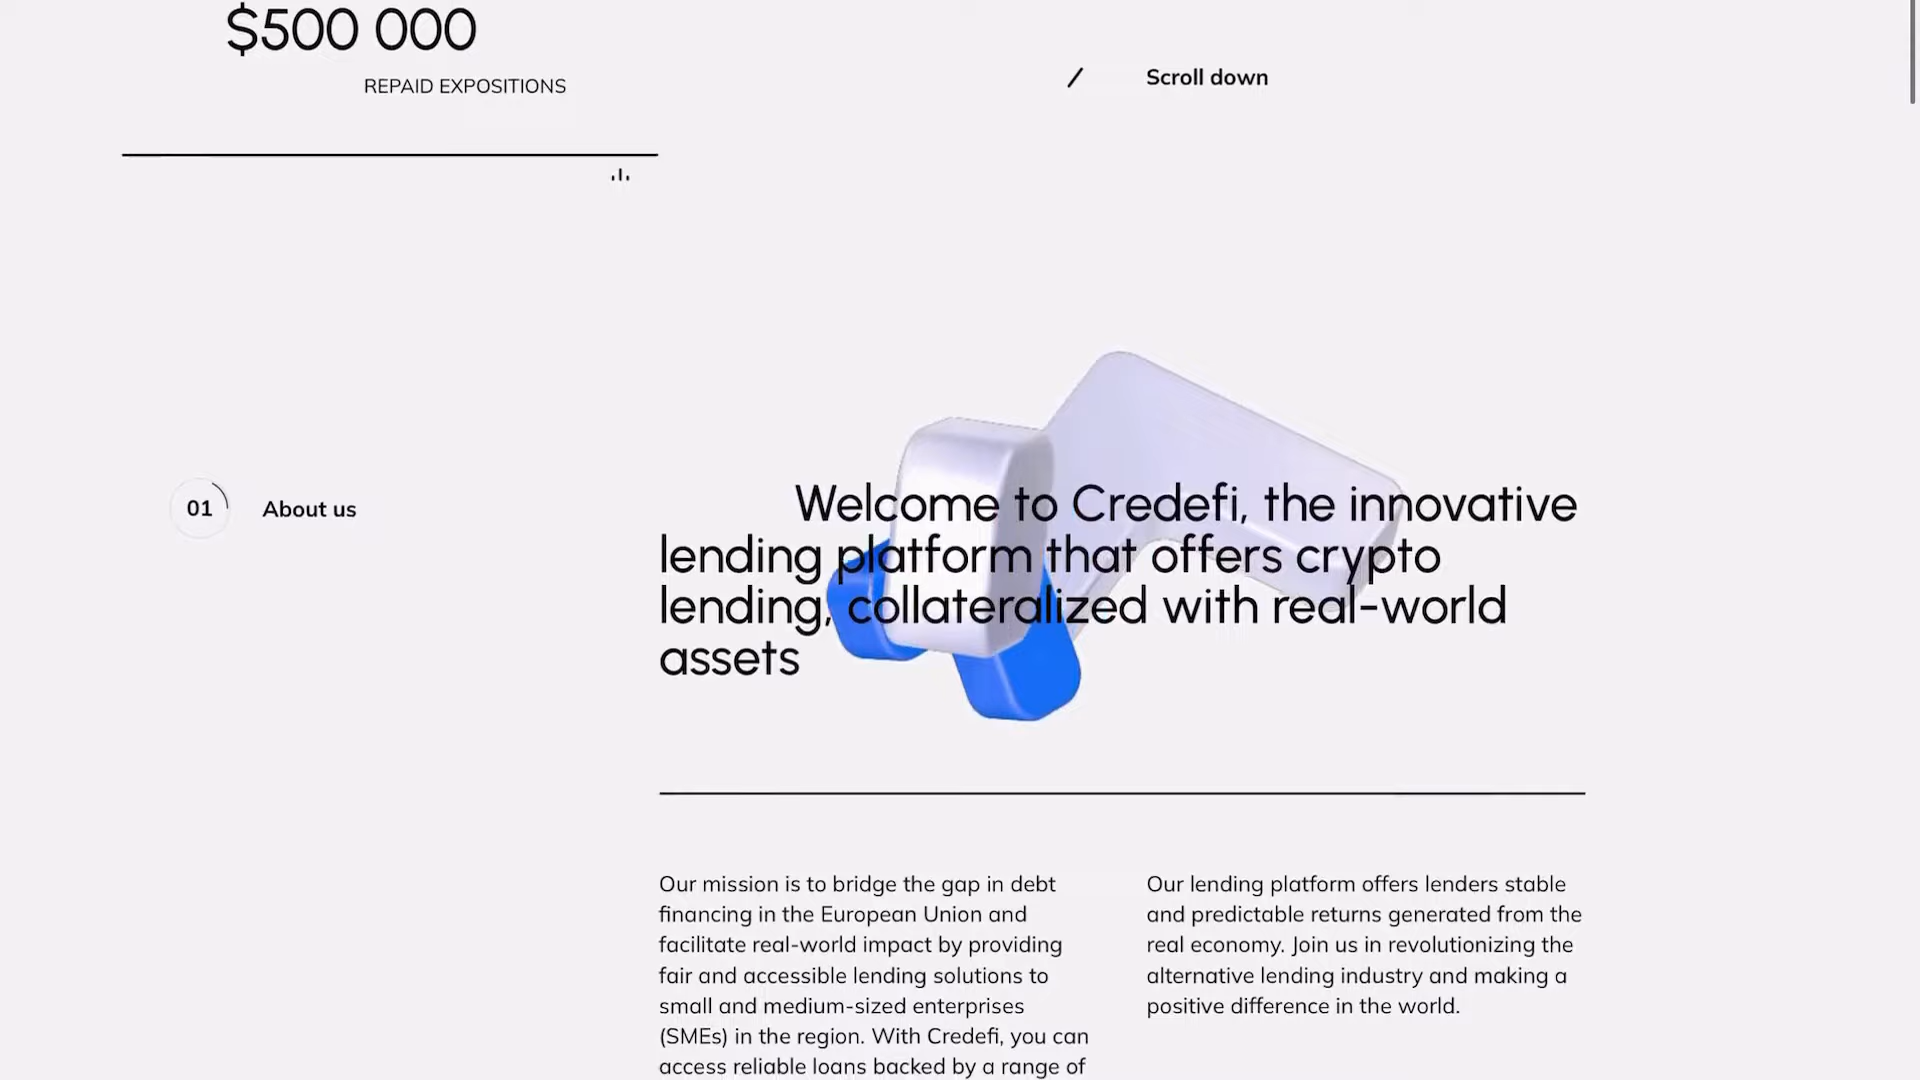 $500 000
REPAID EXPOSITIONS
Scroll down
01
About us
Welcome to Credefi, the innovative
lending platform that offers crypto
lending, collateralized with real-world
assets
Our mission is to bridge the gap in debt
financing in the European Union and
facilitate real-world impact by providing
fair and accessible lending solutions to
small and medium-sized enterprises
(SMEs) in the region. With Credefi, you can
access reliable loans backed by a range of
Our lending platform offers lenders stable
and predictable returns generated from the
real economy. Join us in revolutionizing the
alternative lending industry and making a
positive difference in the world.